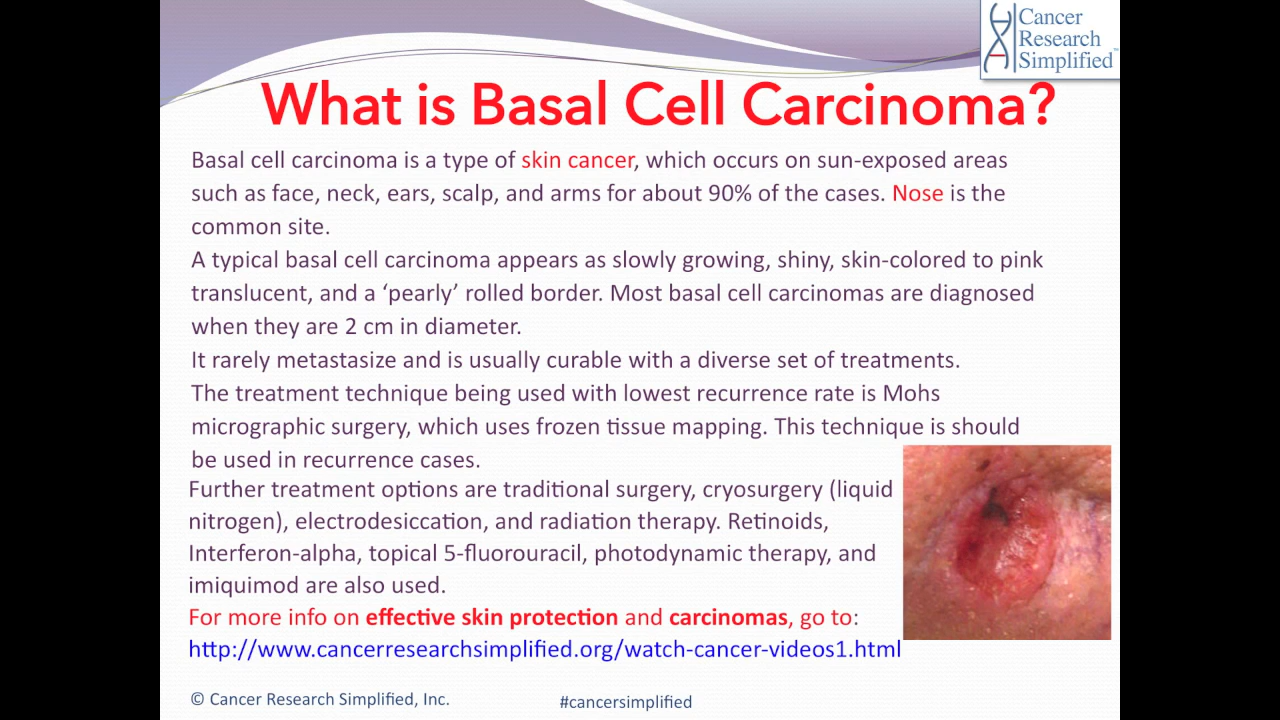 Cancer
Research
Simplified™
What is Basal Cell Carcinoma?
Basal cell carcinoma is a type of skin cancer, which occurs on sun-exposed areas
such as face, neck, ears, scalp, and arms for about 90% of the cases. Nose is the
common site.
A typical basal cell carcinoma appears as slowly growing, shiny, skin-colored to pink
translucent, and a ‘pearly’ rolled border. Most basal cell carcinomas are diagnosed
when they are 2 cm in diameter.
It rarely metastasize and is usually curable with a diverse set of treatments.
The treatment technique being used with lowest recurrence rate is Mohs
micrographic surgery, which uses frozen tissue mapping. This technique is should
be used in recurrence cases.
Further treatment options are traditional surgery, cryosurgery (liquid
nitrogen), electrodesiccation, and radiation therapy. Retinoids,
Interferon-alpha, topical 5-fluorouracil, photodynamic therapy, and
imiquimod are also used.
For more info on effective skin protection and carcinomas, go to:
http://www.cancerresearchsimplified.org/watch-cancer-videos1.html
© Cancer Research Simplified, Inc.
#cancersimplified